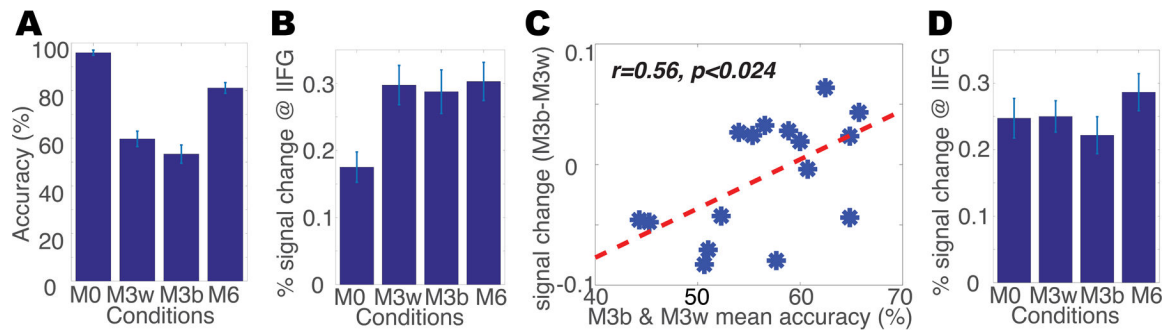 A
Accuracy (%)
100
80
60
40
20
0
M0 M3w M3b M6
Conditions
B
% signal change @ lIFG
0.3
0.2
0.1
0
M0 M3w M3b M6
Conditions
C
signal change (M3b-M3w)
r=0.56, p<0.024
0.1
0
-0.1
40 50 60 70
M3b & M3w mean accuracy (%)
D
% signal change @ lIFG
0.3
0.2
0.1
0
M0 M3w M3b M6
Conditions